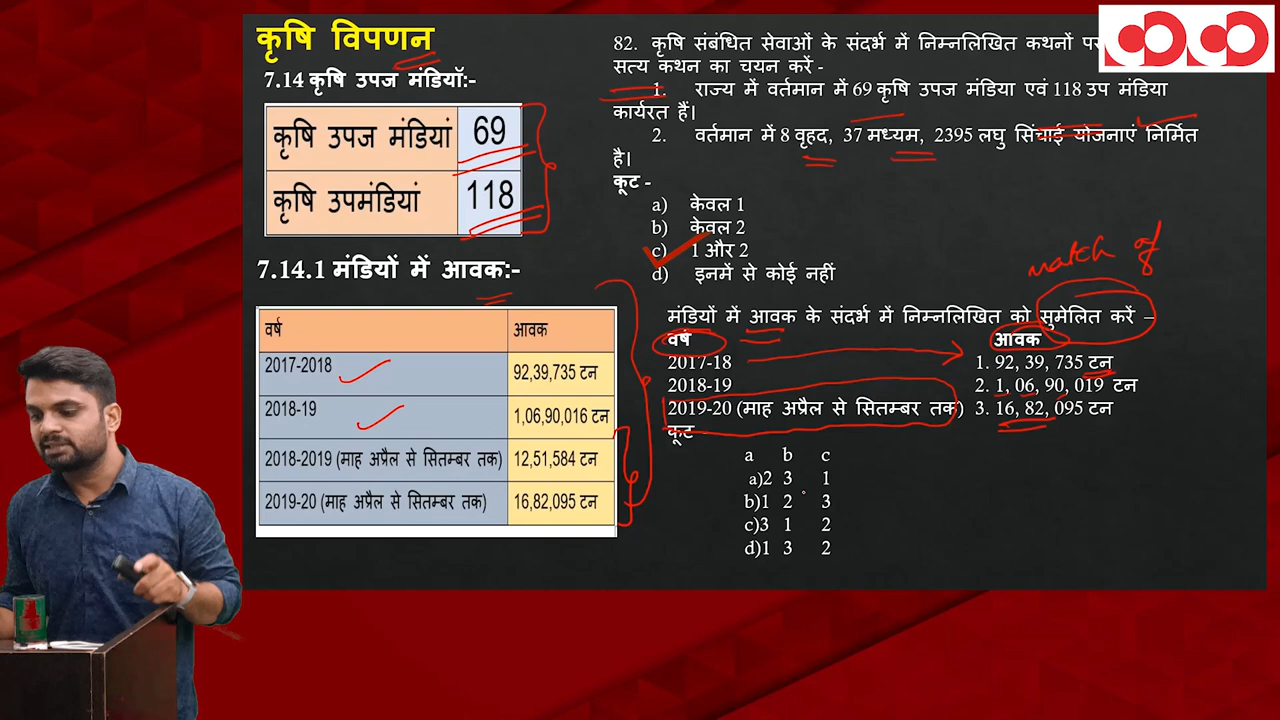 कृषि विपणन
7.14 कृषि उपज मंडियाॅं:-
कृषि उपज मंडियां 69
कृषि उपमंडियां 118
7.14.1 मंडियों में आवक:-
वर्ष आवक
2017-2018 92,39,735 टन
2018-19 1,06,90,016 टन
2018-2019 (माह अप्रैल से सितम्बर तक) 12,51,584 टन
2019-20 (माह अप्रैल से सितम्बर तक) 16,82,095 टन
82. कृषि संबंधित सेवाओं के संदर्भ में निम्नलिखित कथनों
सत्य कथन का चयन करें -
1. राज्य में वर्तमान में 69 कृषि उपज मंडिया एवं 118 उप मंडिया
कार्यरत हैं।
2. वर्तमान में 8 वृहद, 37 मध्यम, 2395 लघु सिंचाई योजनाएं निर्मित
है।
कूट -
a) केवल 1
b) केवल 2
c) 1 और 2
d) इनमें से कोई नहीं
match of
मंडियों में आवक के संदर्भ में निम्नलिखित को सुमेलित करें –
वर्ष आवक
2017-18 1. 92, 39, 735 टन
2018-19 2. 1, 06, 90, 019 टन
2019-20 (माह अप्रैल से सितम्बर तक) 3. 16, 82, 095 टन
कूट
a b c
a)2 3 1
b)1 2 3
c)3 1 2
d)1 3 2